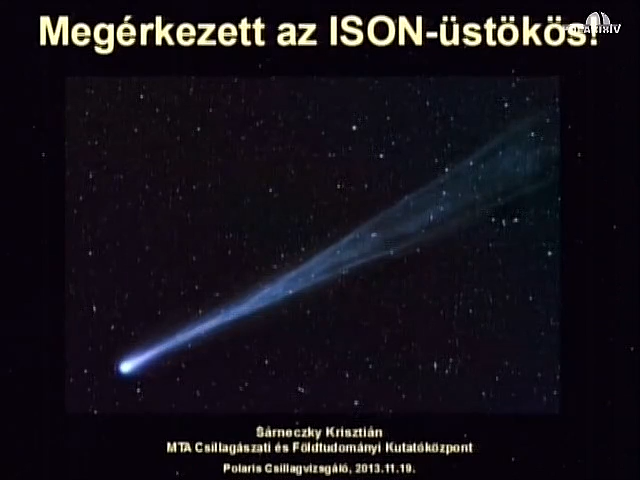 Megérkezett az ISON-üstökös!
Sárneczky Krisztián
MTA Csillagászati és Földtudományi Kutatóközpont
Polaris Csillagvizsgáló, 2013.11.19.